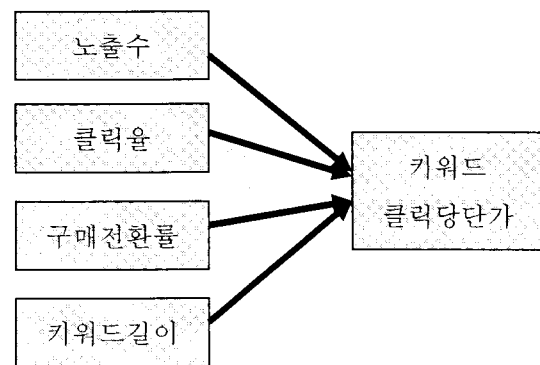 노출수
클릭율
구매전환률
키워드길이
키워드
클릭당단가